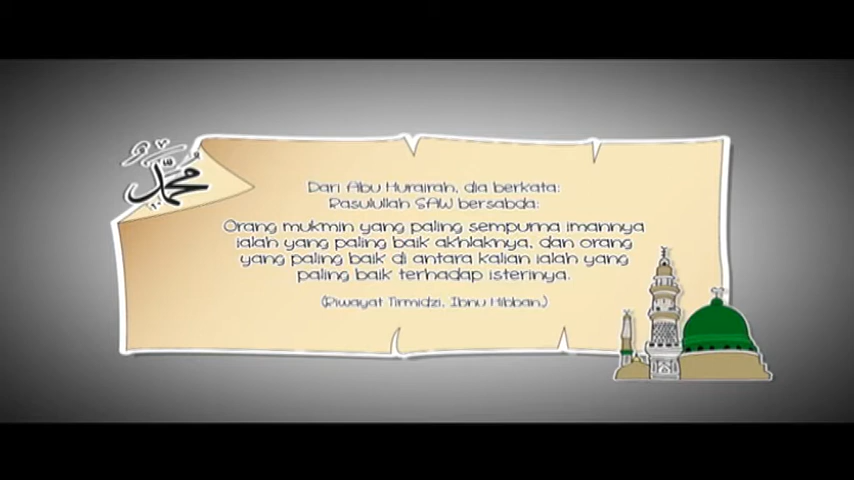 محمد
Dari Abu Hurairah, dia berkata:
Rasulullah SAW bersabda:
Orang mukmin yang paling sempurna imannya
ialah yang paling baik akhlaknya, dan orang
yang paling baik di antara kalian ialah yang
paling baik terhadap isterinya.
(Riwayat Tirmidzi, Ibnu Hibban.)